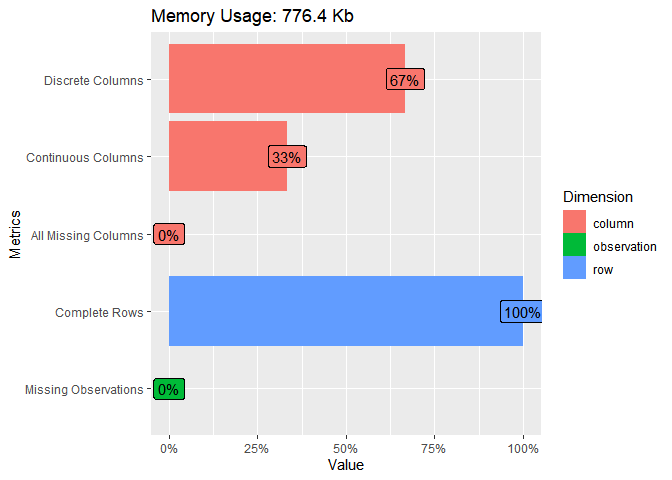 Memory Usage: 776.4 Kb
Discrete Columns
67%
Continuous Columns
33%
All Missing Columns
0%
Complete Rows
100%
Missing Observations
0%
Metrics
0%
25%
50%
75%
100%
Value
Dimension
column
observation
row